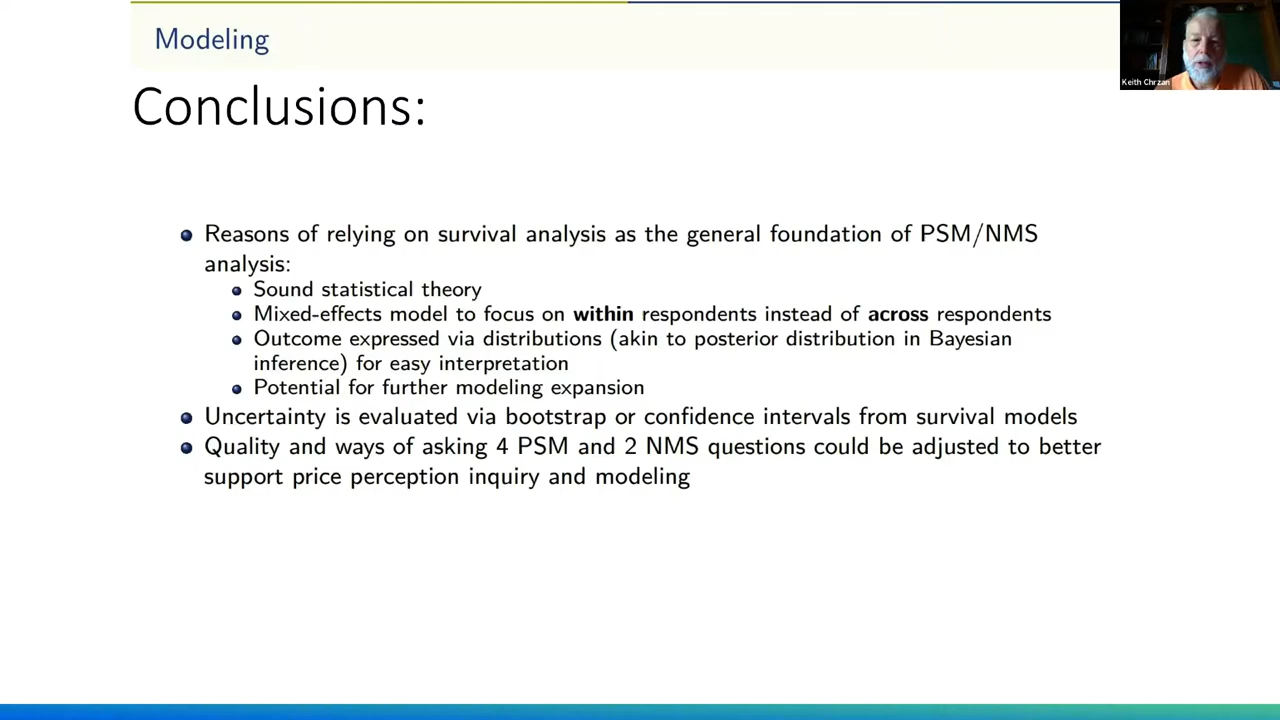 Modeling
Keith Chrzan
Conclusions:
Reasons of relying on survival analysis as the general foundation of PSM/NMS
analysis:
Sound statistical theory
Mixed-effects model to focus on within respondents instead of across respondents
Outcome expressed via distributions (akin to posterior distribution in Bayesian
inference) for easy interpretation
Potential for further modeling expansion
Uncertainty is evaluated via bootstrap or confidence intervals from survival models
Quality and ways of asking 4 PSM and 2 NMS questions could be adjusted to better
support price perception inquiry and modeling